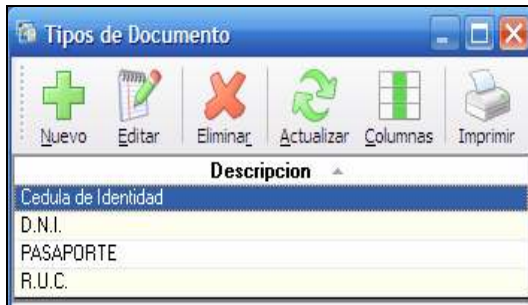 Tipos de Documento
Nuevo Editar Eliminar Actualizar Columnas Imprimir
Descripcion
Cedula de Identidad
D.N.I.
PASAPORTE
R.U.C.